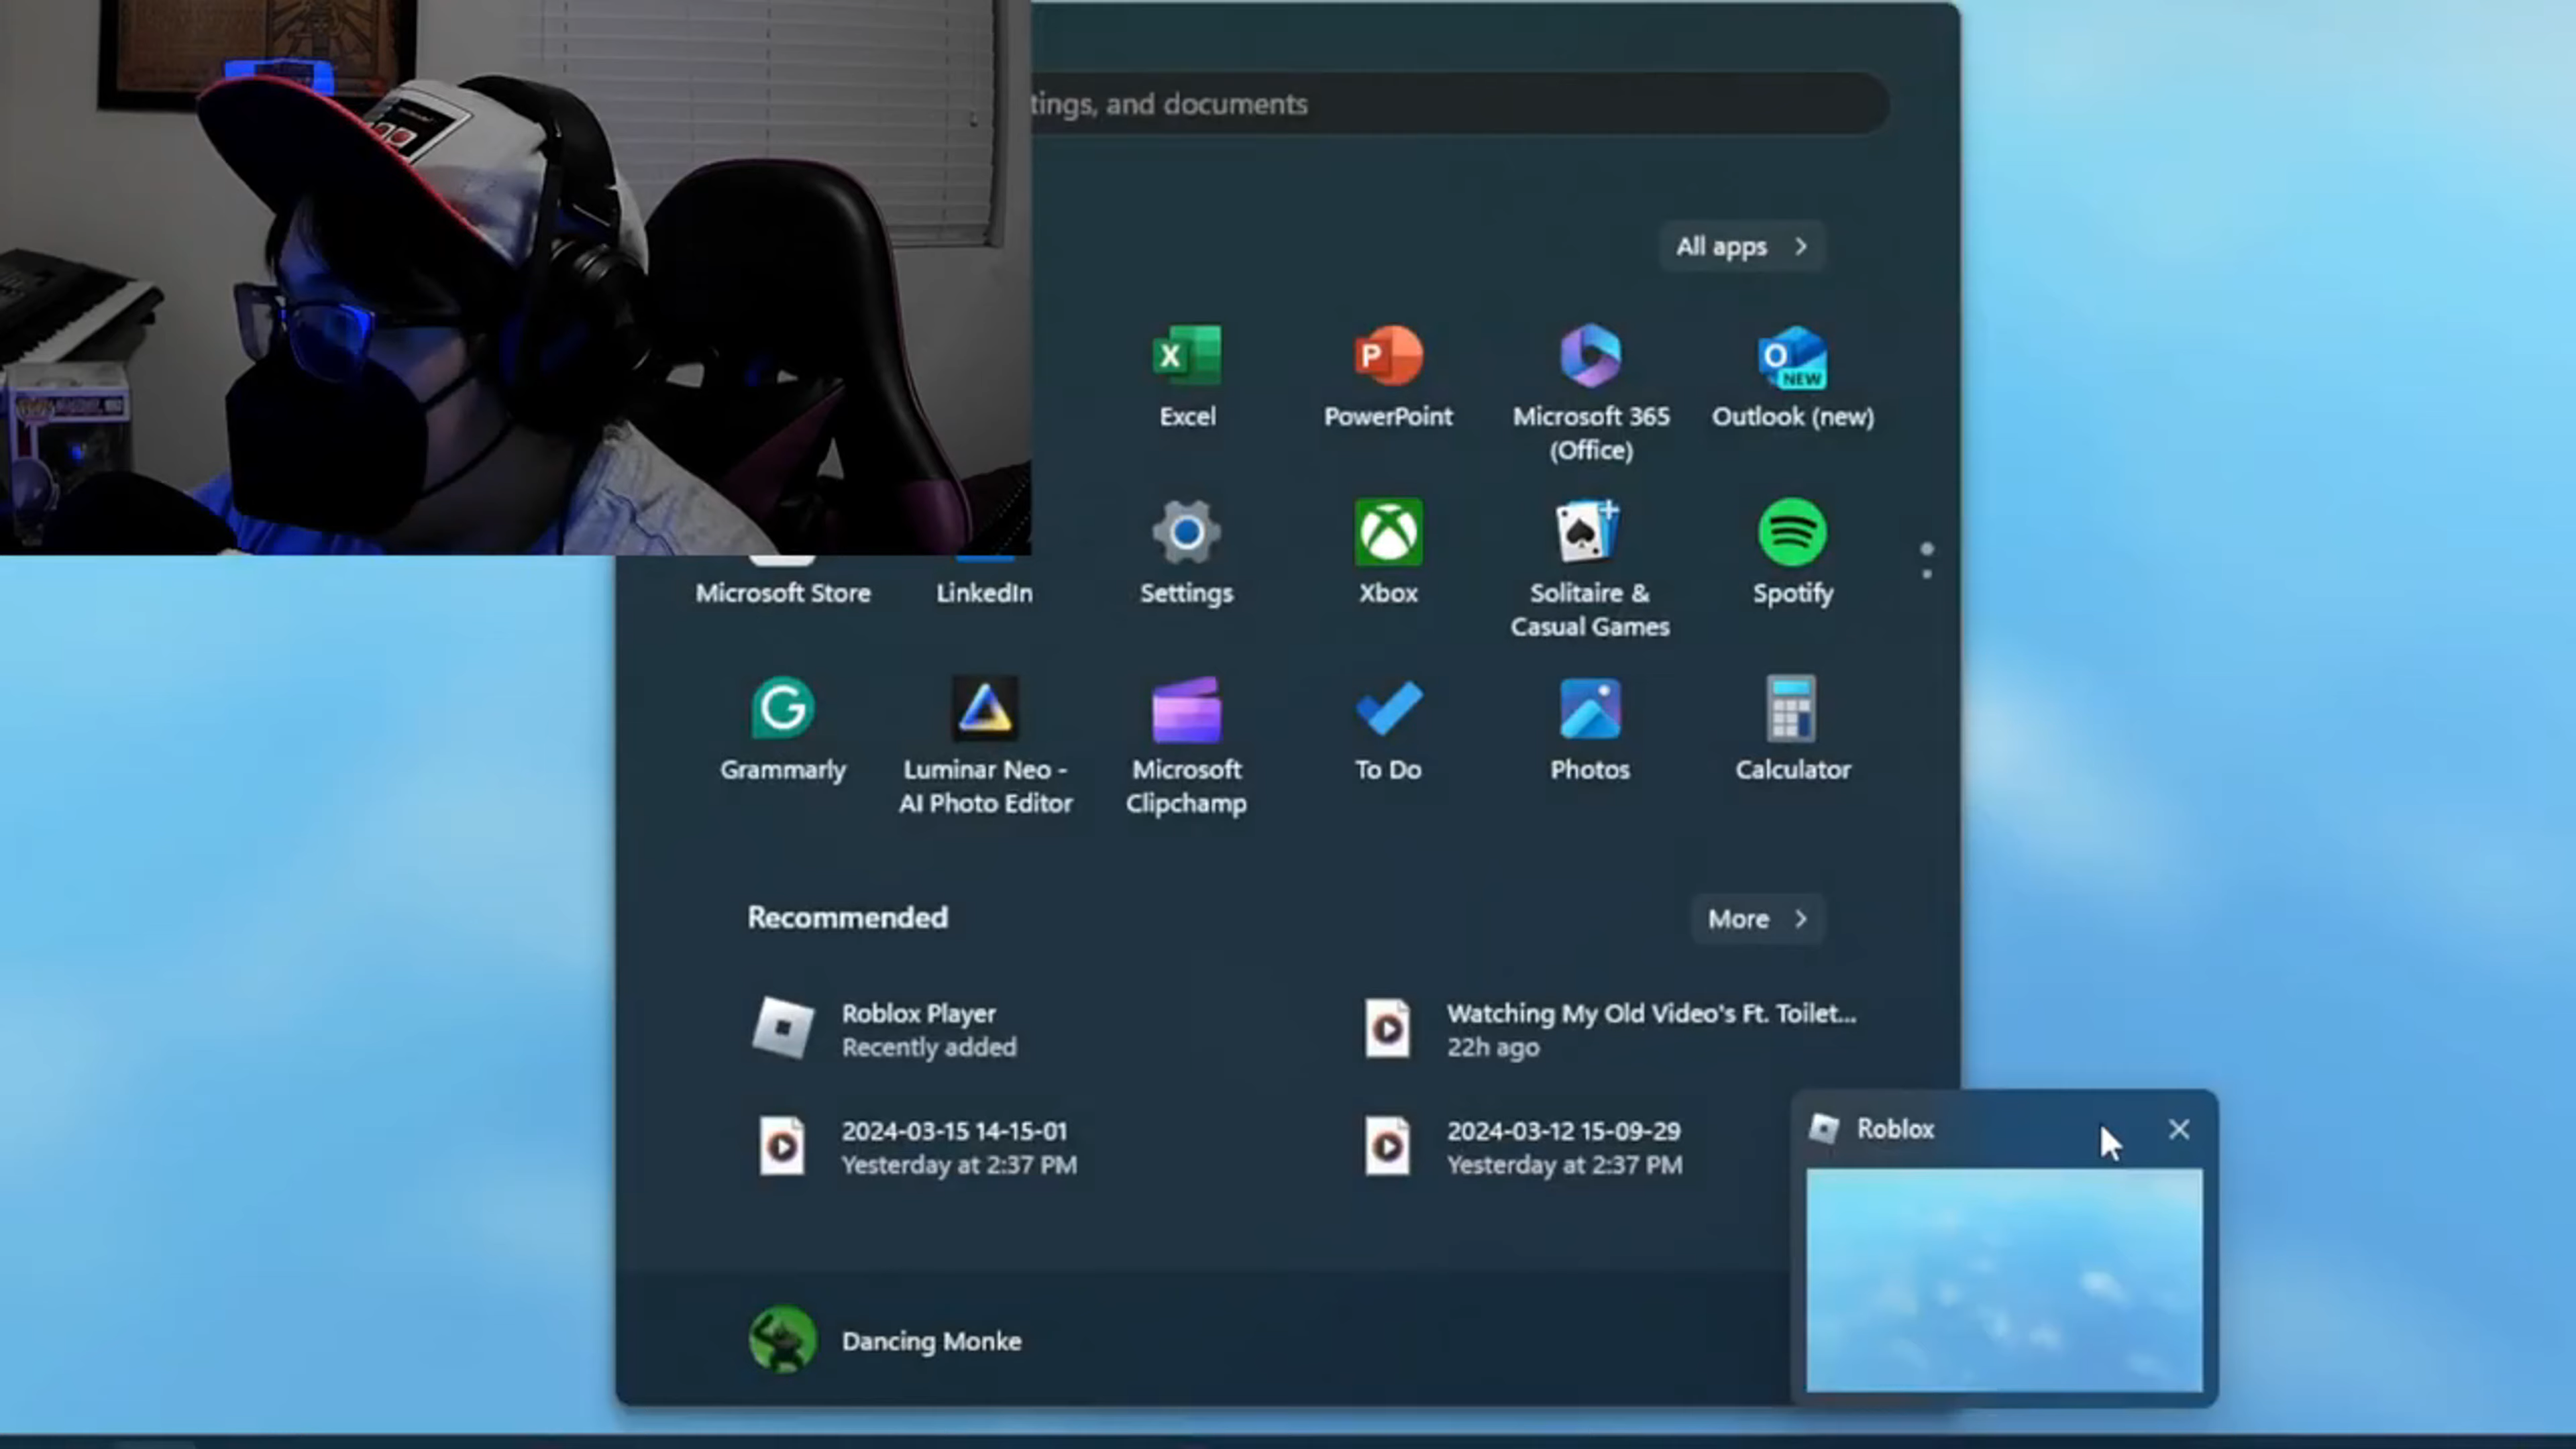 tings, and documents
All apps
Excel
PowerPoint
Microsoft 365
(Office)
Outlook (new)
NEW
Microsoft Store
LinkedIn
Settings
Xbox
Solitaire &
Casual Games
Spotify
Grammarly
Luminar Neo -
AI Photo Editor
Microsoft
Clipchamp
To Do
Photos
Calculator
Recommended
More
Roblox Player
Recently added
Watching My Old Video's Ft. Toilet...
22h ago
2024-03-15 14-15-01
Yesterday at 2:37 PM
2024-03-12 15-09-29
Yesterday at 2:37 PM
Roblox
Dancing Monke